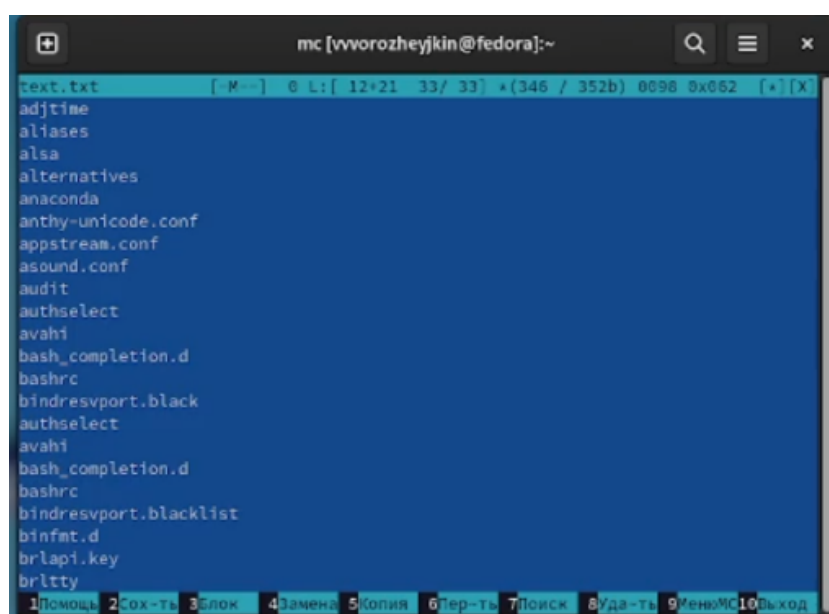 mc [vvvorozheyjkin@fedora]:~
text.txt [-M--] 0 L:[ 12+21 33/ 33] *(346 / 352b) 0098 0x062 [*][X]
adjtime
aliases
alsa
alternatives
anaconda
anthy-unicode.conf
appstream.conf
asound.conf
audit
authselect
avahi
bash_completion.d
bashrc
bindresvport.black
authselect
avahi
bash_completion.d
bashrc
bindresvport.blacklist
binfmt.d
brlapi.key
brltty
1Помощь 2Сох-ть 3Блок 4Замена 5Копия 6Пер-ть 7Поиск 8Уда-ть 9МенюMC10Выход